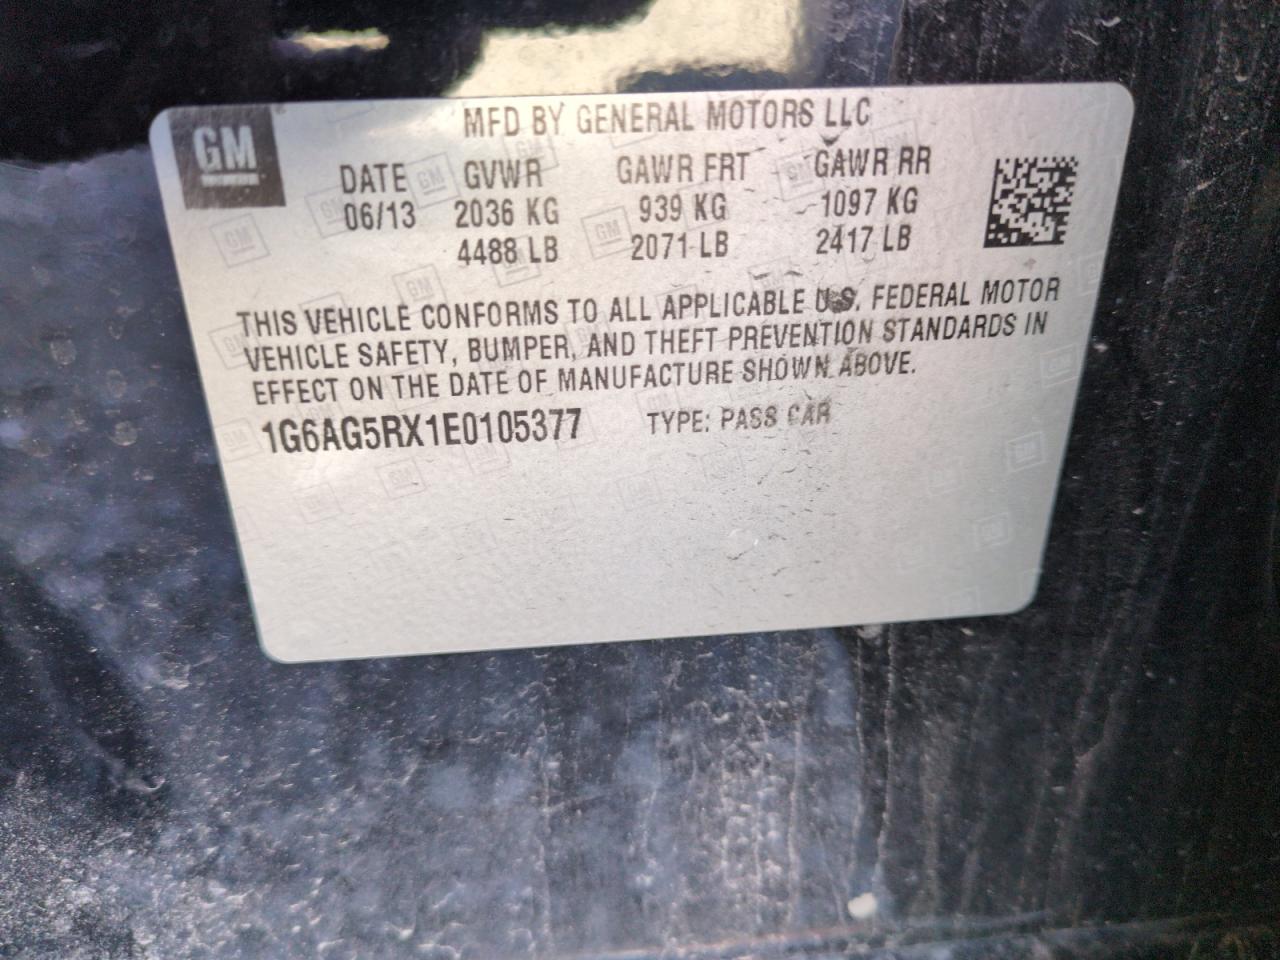 GM
MFD BY GENERAL MOTORS LLC
DATE GVWR GAWR FRT GAWR RR
06/13 2036 KG 939 KG 1097 KG
4488 LB 2071 LB 2417 LB
THIS VEHICLE CONFORMS TO ALL APPLICABLE U.S. FEDERAL MOTOR
VEHICLE SAFETY, BUMPER, AND THEFT PREVENTION STANDARDS IN
EFFECT ON THE DATE OF MANUFACTURE SHOWN ABOVE.
1G6AG5RX1E0105377 TYPE: PASS CAR